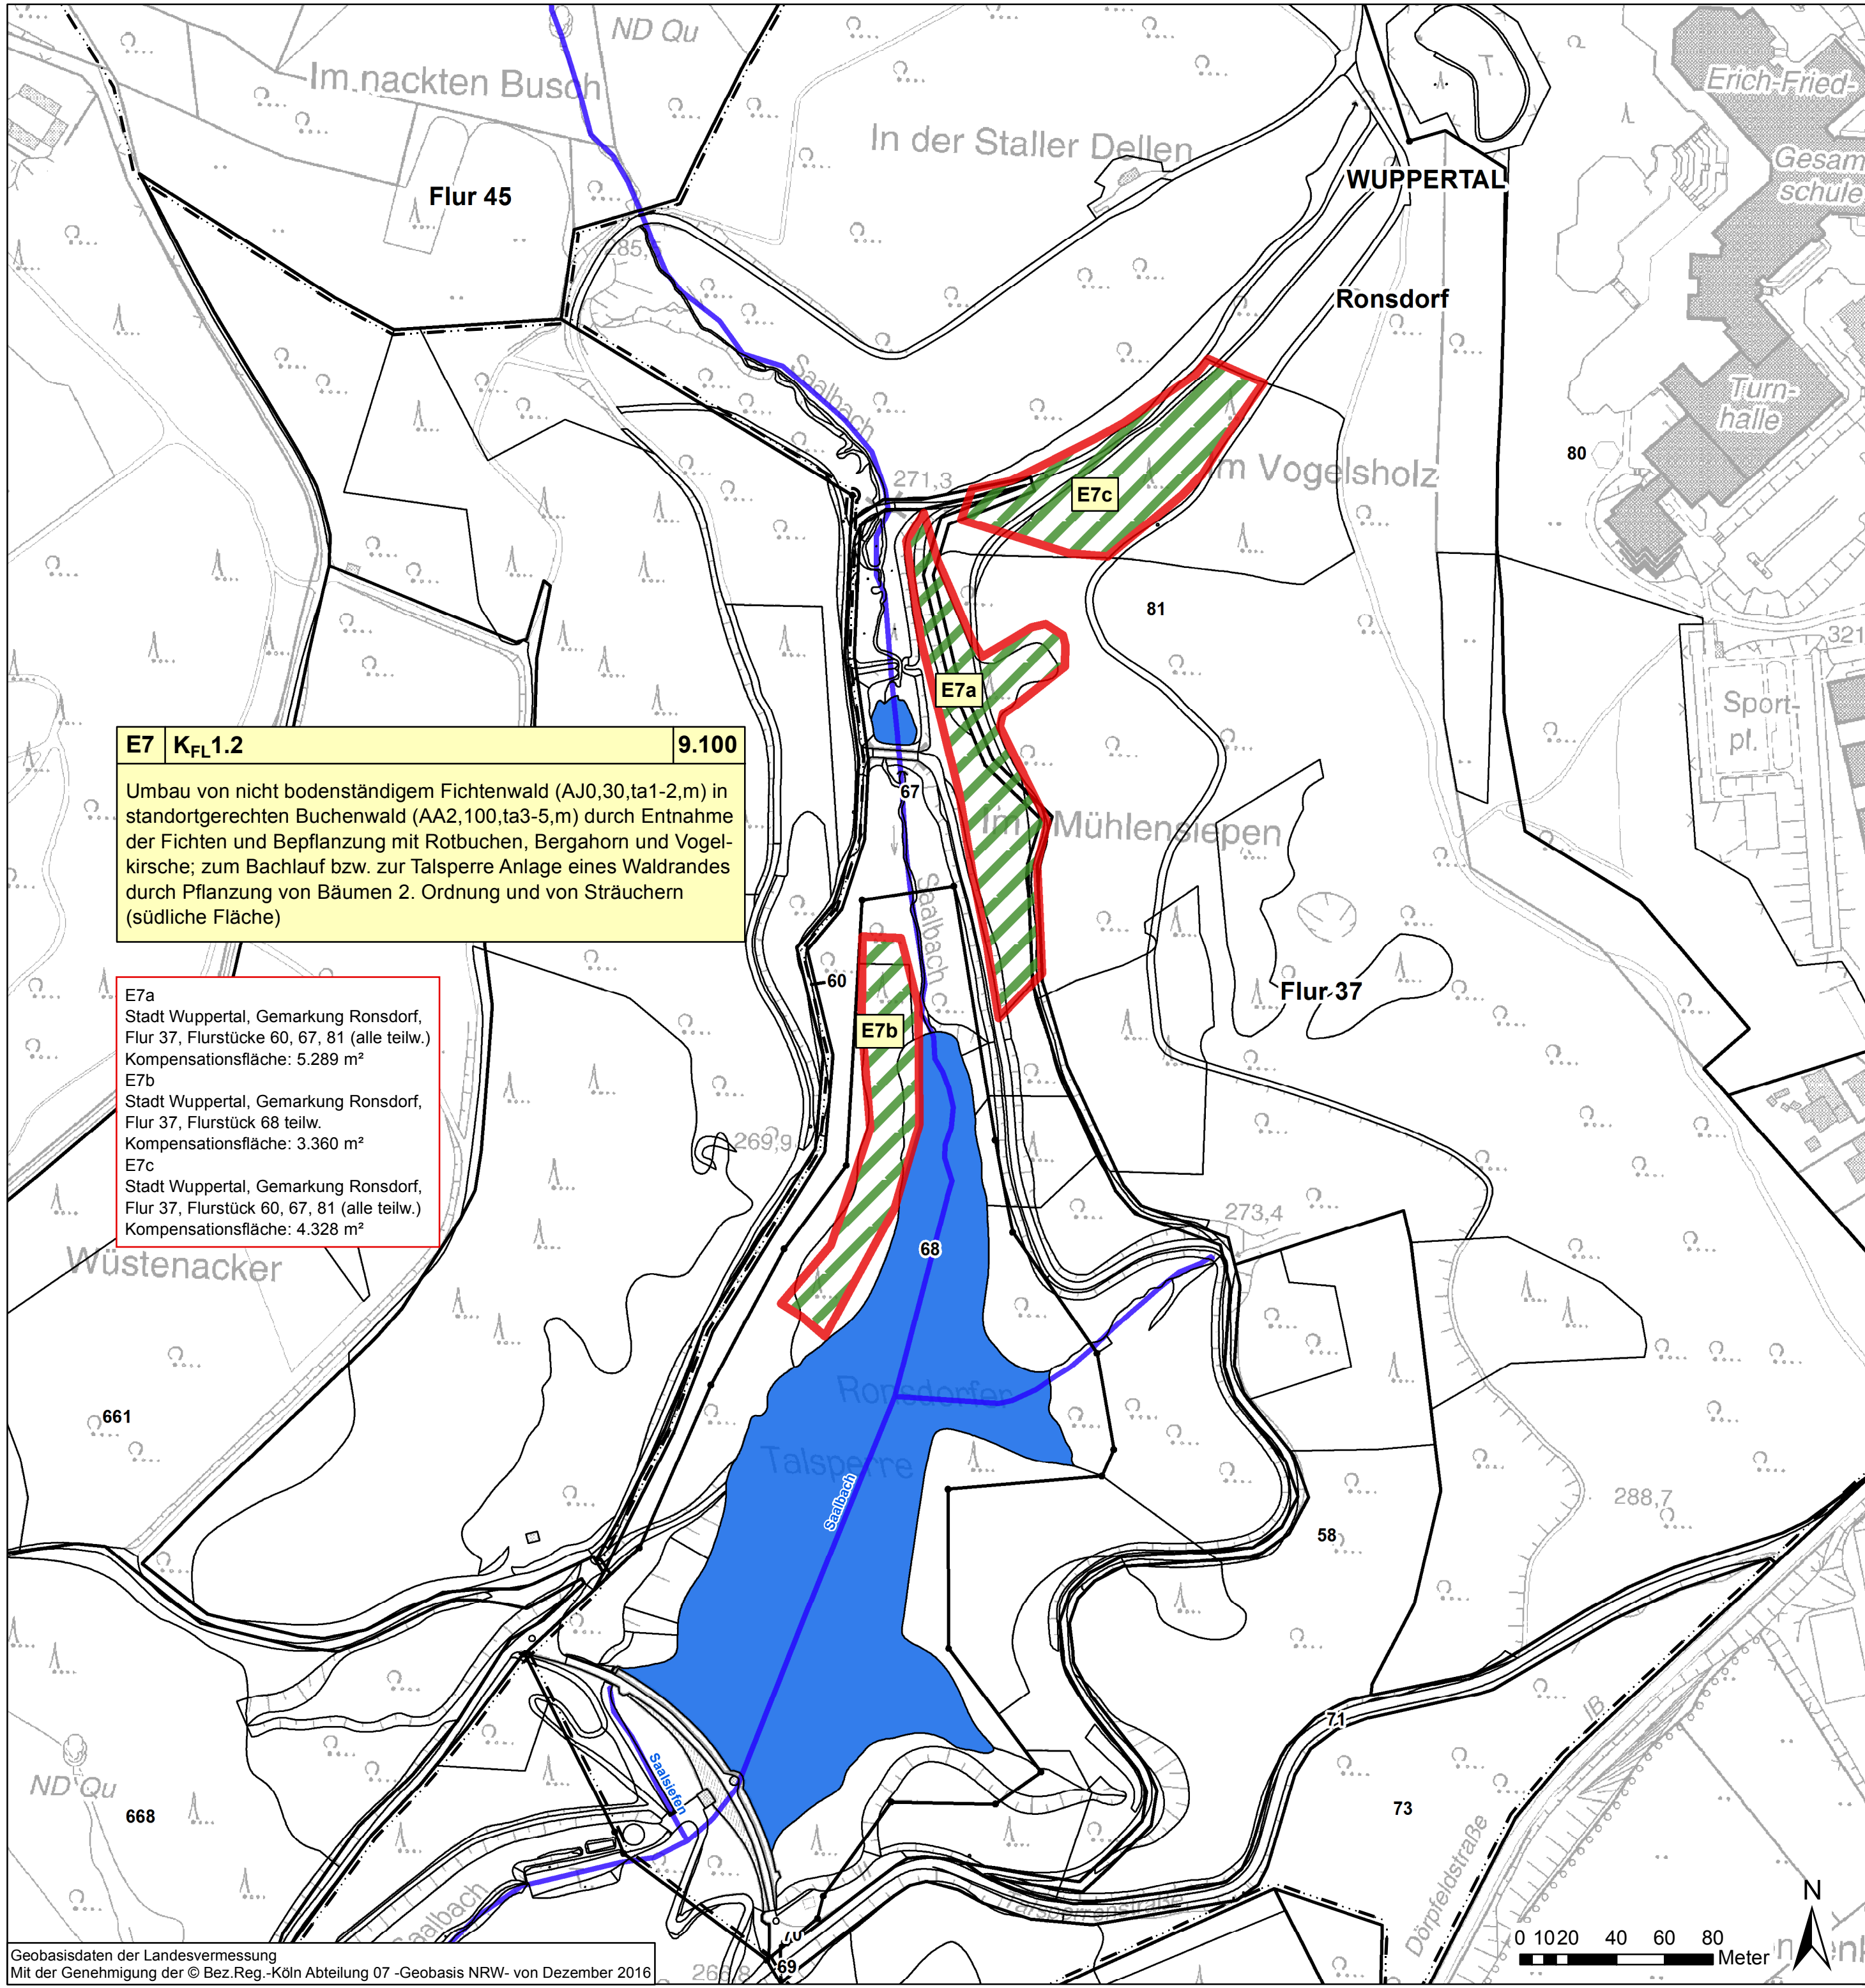 ND Qu
Im nackten Busch
In der Staller Dellen
Erich-Fried-
Gesam
schule
WUPPERTAL
Flur 45
285,
Ronsdorf
Saalbach
Turn-
halle
80
271,3
m Vogelsholz
E7c
81
321
E7a
Sport-
pl.
E7 K_FL1.2 9.100
Umbau von nicht bodenständigem Fichtenwald (AJ0,30,ta1-2,m) in
standortgerechten Buchenwald (AA2,100,ta3-5,m) durch Entnahme
der Fichten und Bepflanzung mit Rotbuchen, Bergahorn und Vogel-
kirsche; zum Bachlauf bzw. zur Talsperre Anlage eines Waldrandes
durch Pflanzung von Bäumen 2. Ordnung und von Sträuchern
(südliche Fläche)
67
Im Mühlensiepen
Saalbach
60
Flur 37
E7b
E7a
Stadt Wuppertal, Gemarkung Ronsdorf,
Flur 37, Flurstücke 60, 67, 81 (alle teilw.)
Kompensationsfläche: 5.289 m²
E7b
Stadt Wuppertal, Gemarkung Ronsdorf,
Flur 37, Flurstück 68 teilw.
Kompensationsfläche: 3.360 m²
E7c
Stadt Wuppertal, Gemarkung Ronsdorf,
Flur 37, Flurstück 60, 67, 81 (alle teilw.)
Kompensationsfläche: 4.328 m²
269,9
273,4
Wüstenacker
68
Ronsdorfer
Talsperre
661
Saalbach
288,7
58
71
IB
ND Qu
668
Saalsiefen
73
Dörpfeldstraße
Talsperrenstraße
Saalbach
N
0 10 20 40 60 80
Meter
70
69
266,8
Geobasisdaten der Landesvermessung
Mit der Genehmigung der © Bez.Reg.-Köln Abteilung 07 -Geobasis NRW- von Dezember 2016